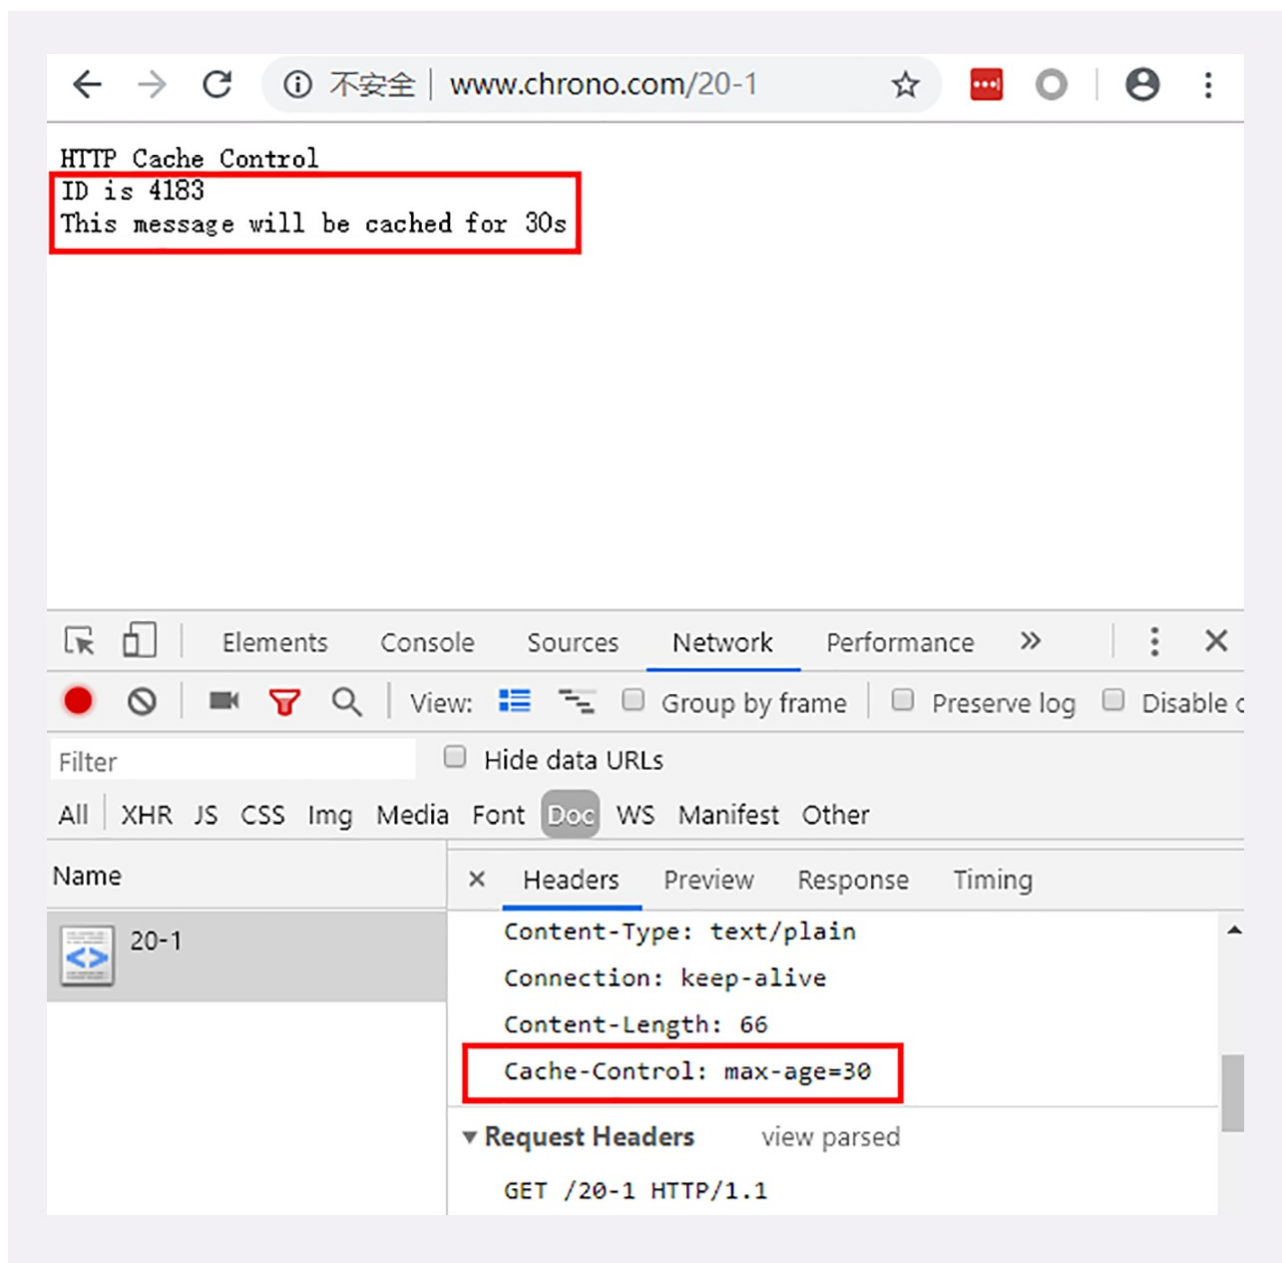 不安全 www.chrono.com/20-1
HTTP Cache Control
ID is 4183
This message will be cached for 30s
Elements Console Sources Network Performance »
View: Group by frame Preserve log Disable c
Filter Hide data URLs
All XHR JS CSS Img Media Font Doc WS Manifest Other
Name
× Headers Preview Response Timing
20-1
Content-Type: text/plain
Connection: keep-alive
Content-Length: 66
Cache-Control: max-age=30
▼ Request Headers view parsed
GET /20-1 HTTP/1.1